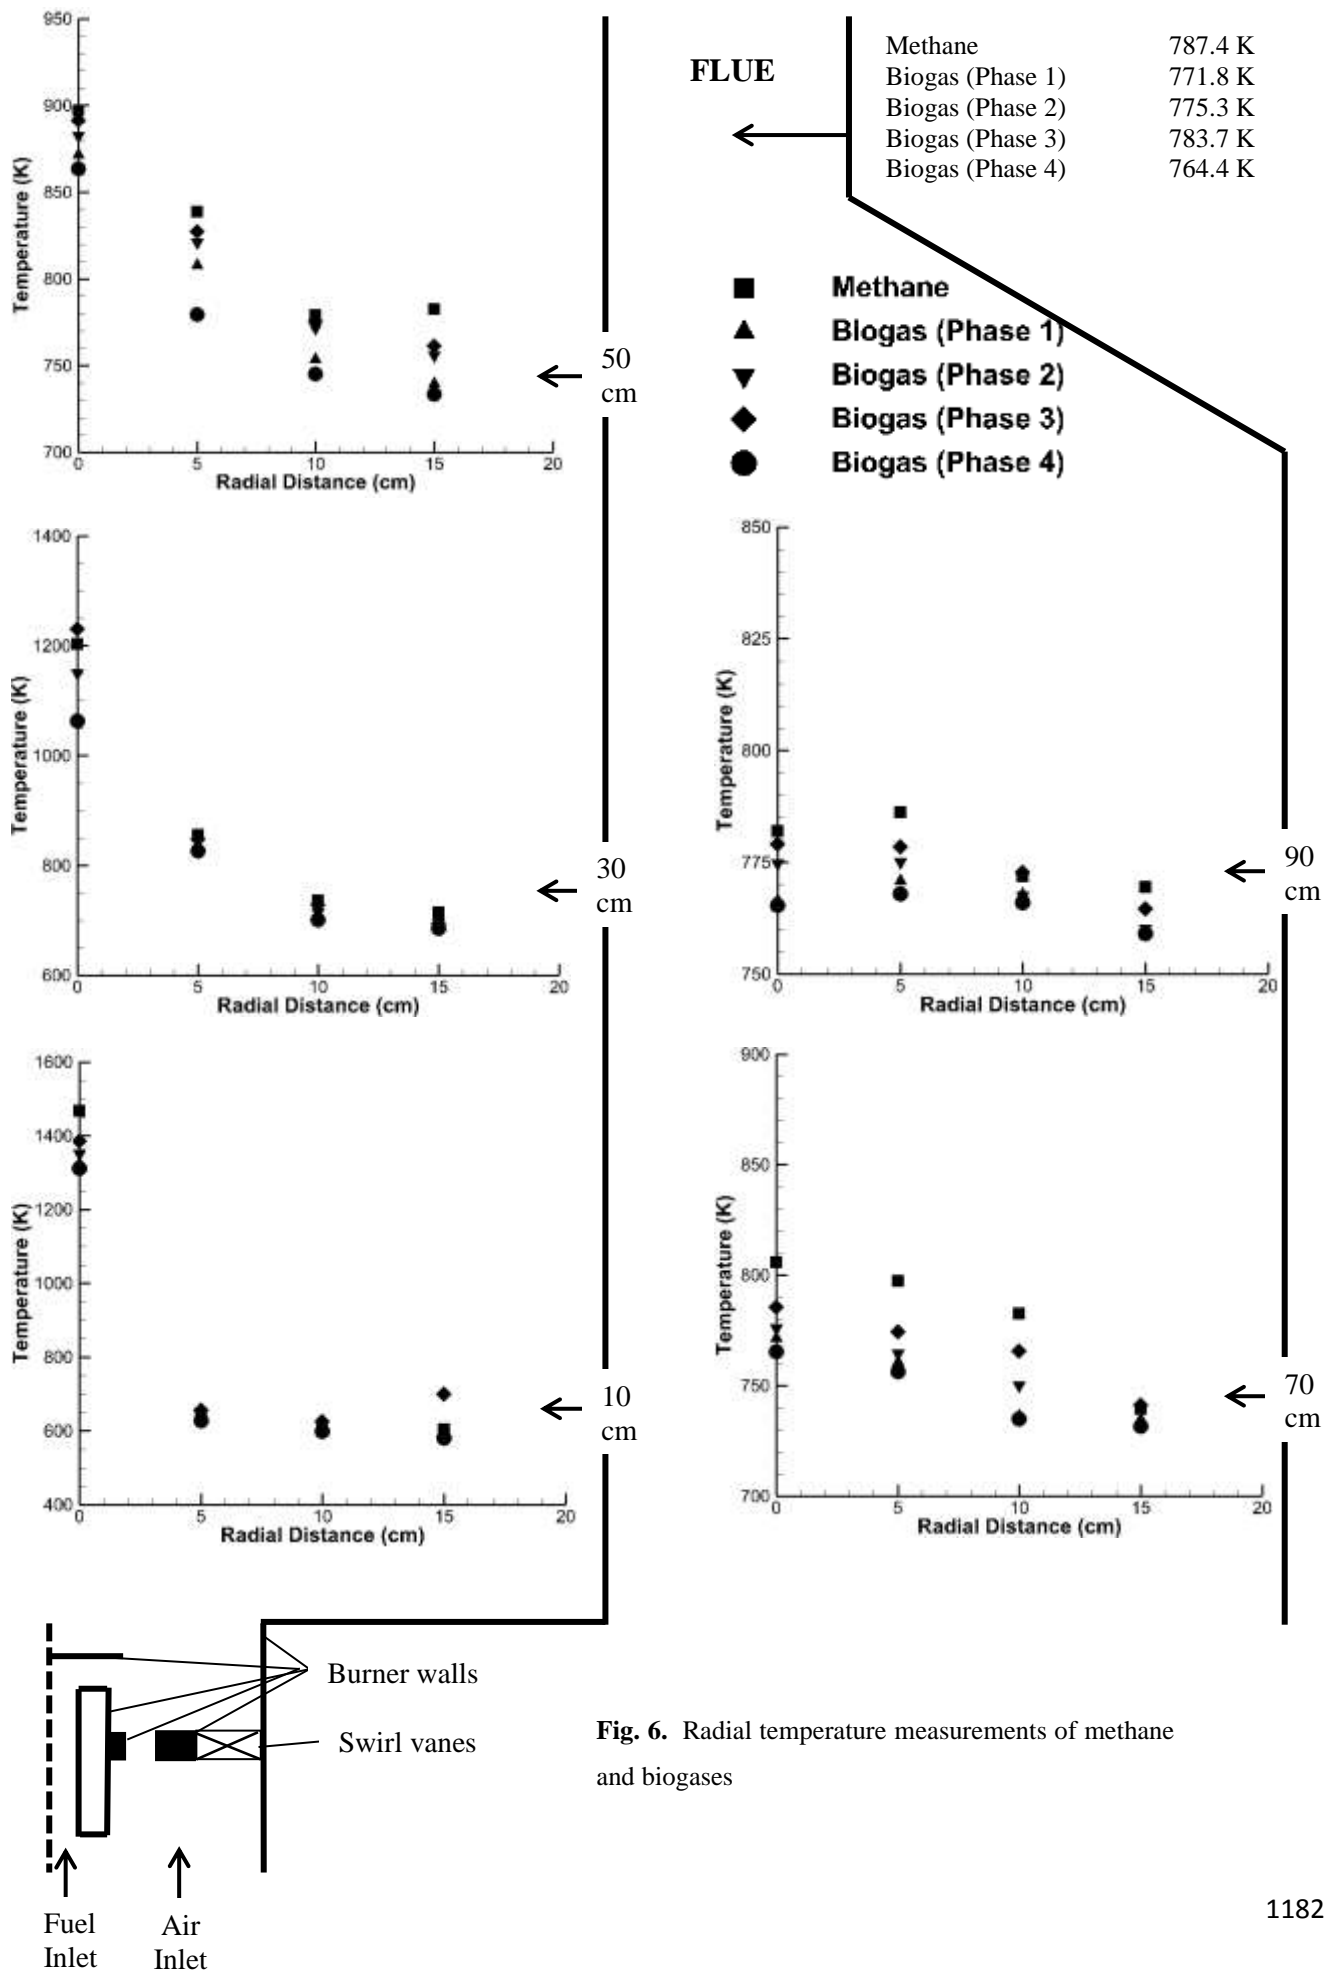 FLUE
Methane 787.4 K
Biogas (Phase 1) 771.8 K
Biogas (Phase 2) 775.3 K
Biogas (Phase 3) 783.7 K
Biogas (Phase 4) 764.4 K
Methane
Biogas (Phase 1)
Biogas (Phase 2)
Biogas (Phase 3)
Biogas (Phase 4)
950
900
850
800
750
700
Temperature (K)
0 5 10 15 20
Radial Distance (cm)
50
cm
1400
1200
1000
800
600
Temperature (K)
0 5 10 15 20
Radial Distance (cm)
30
cm
850
825
800
775
750
Temperature (K)
0 5 10 15 20
Radial Distance (cm)
90
cm
1600
1400
1200
1000
800
600
400
Temperature (K)
0 5 10 15 20
Radial Distance (cm)
10
cm
900
850
800
750
700
Temperature (K)
0 5 10 15 20
Radial Distance (cm)
70
cm
Burner walls
Swirl vanes
Fuel
Inlet
Air
Inlet
Fig. 6. Radial temperature measurements of methane
and biogases
1182